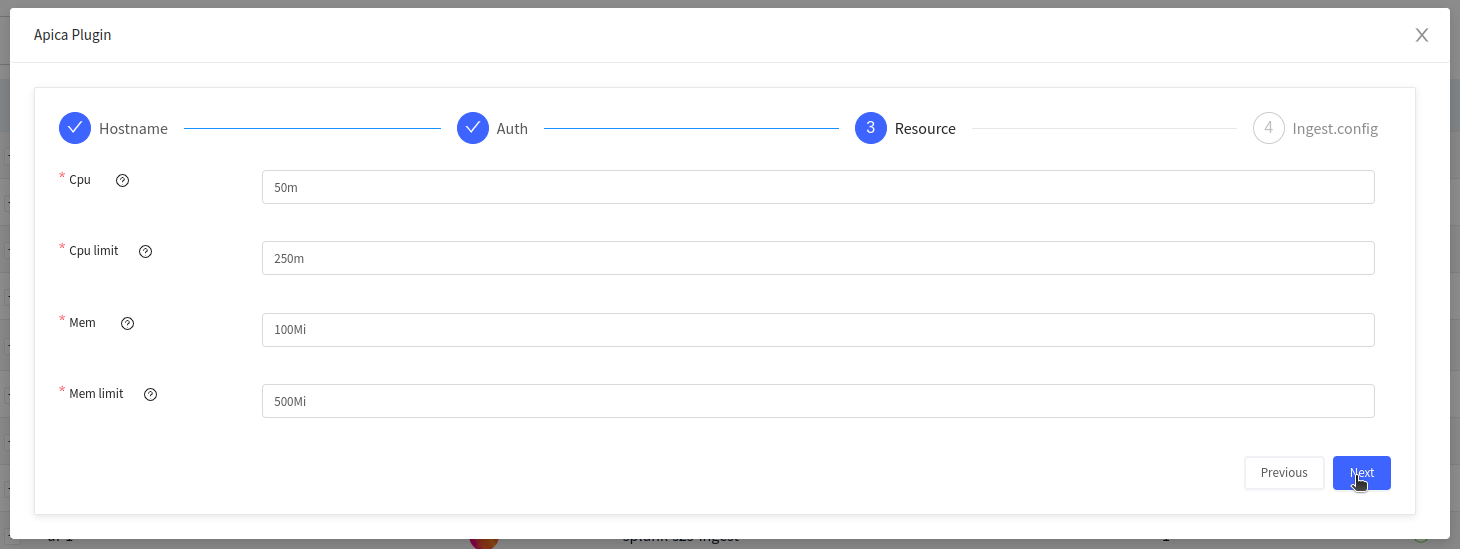 Apica Plugin
Hostname
Auth
3 Resource
4 Ingest.config
* Cpu
50m
* Cpu limit
250m
* Mem
100Mi
* Mem limit
500Mi
Previous
Next